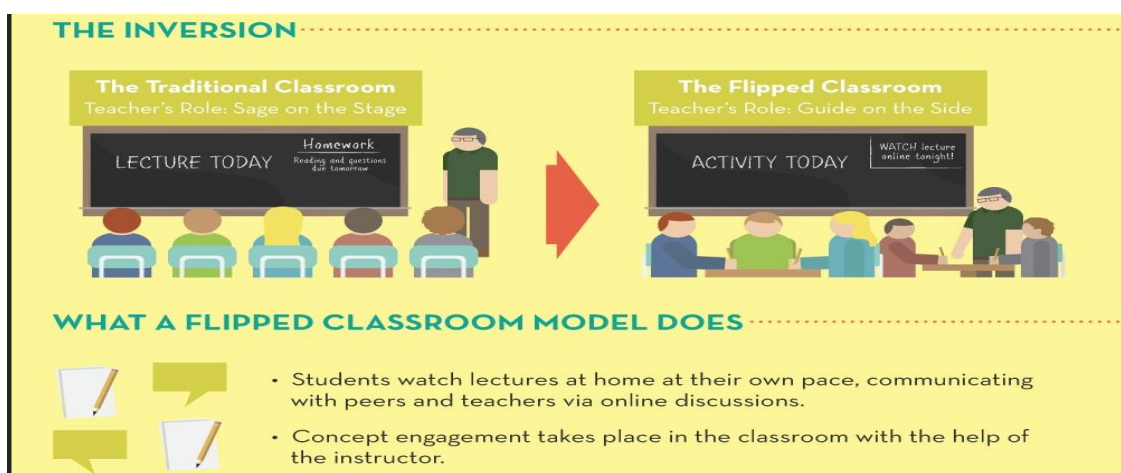 THE INVERSION
The Traditional Classroom
Teacher's Role: Sage on the Stage
LECTURE TODAY
Homework
Reading and questions
due tomorrow
The Flipped Classroom
Teacher's Role: Guide on the Side
ACTIVITY TODAY
WATCH lecture
online tonight!
WHAT A FLIPPED CLASSROOM MODEL DOES
• Students watch lectures at home at their own pace, communicating
with peers and teachers via online discussions.
• Concept engagement takes place in the classroom with the help of
the instructor.